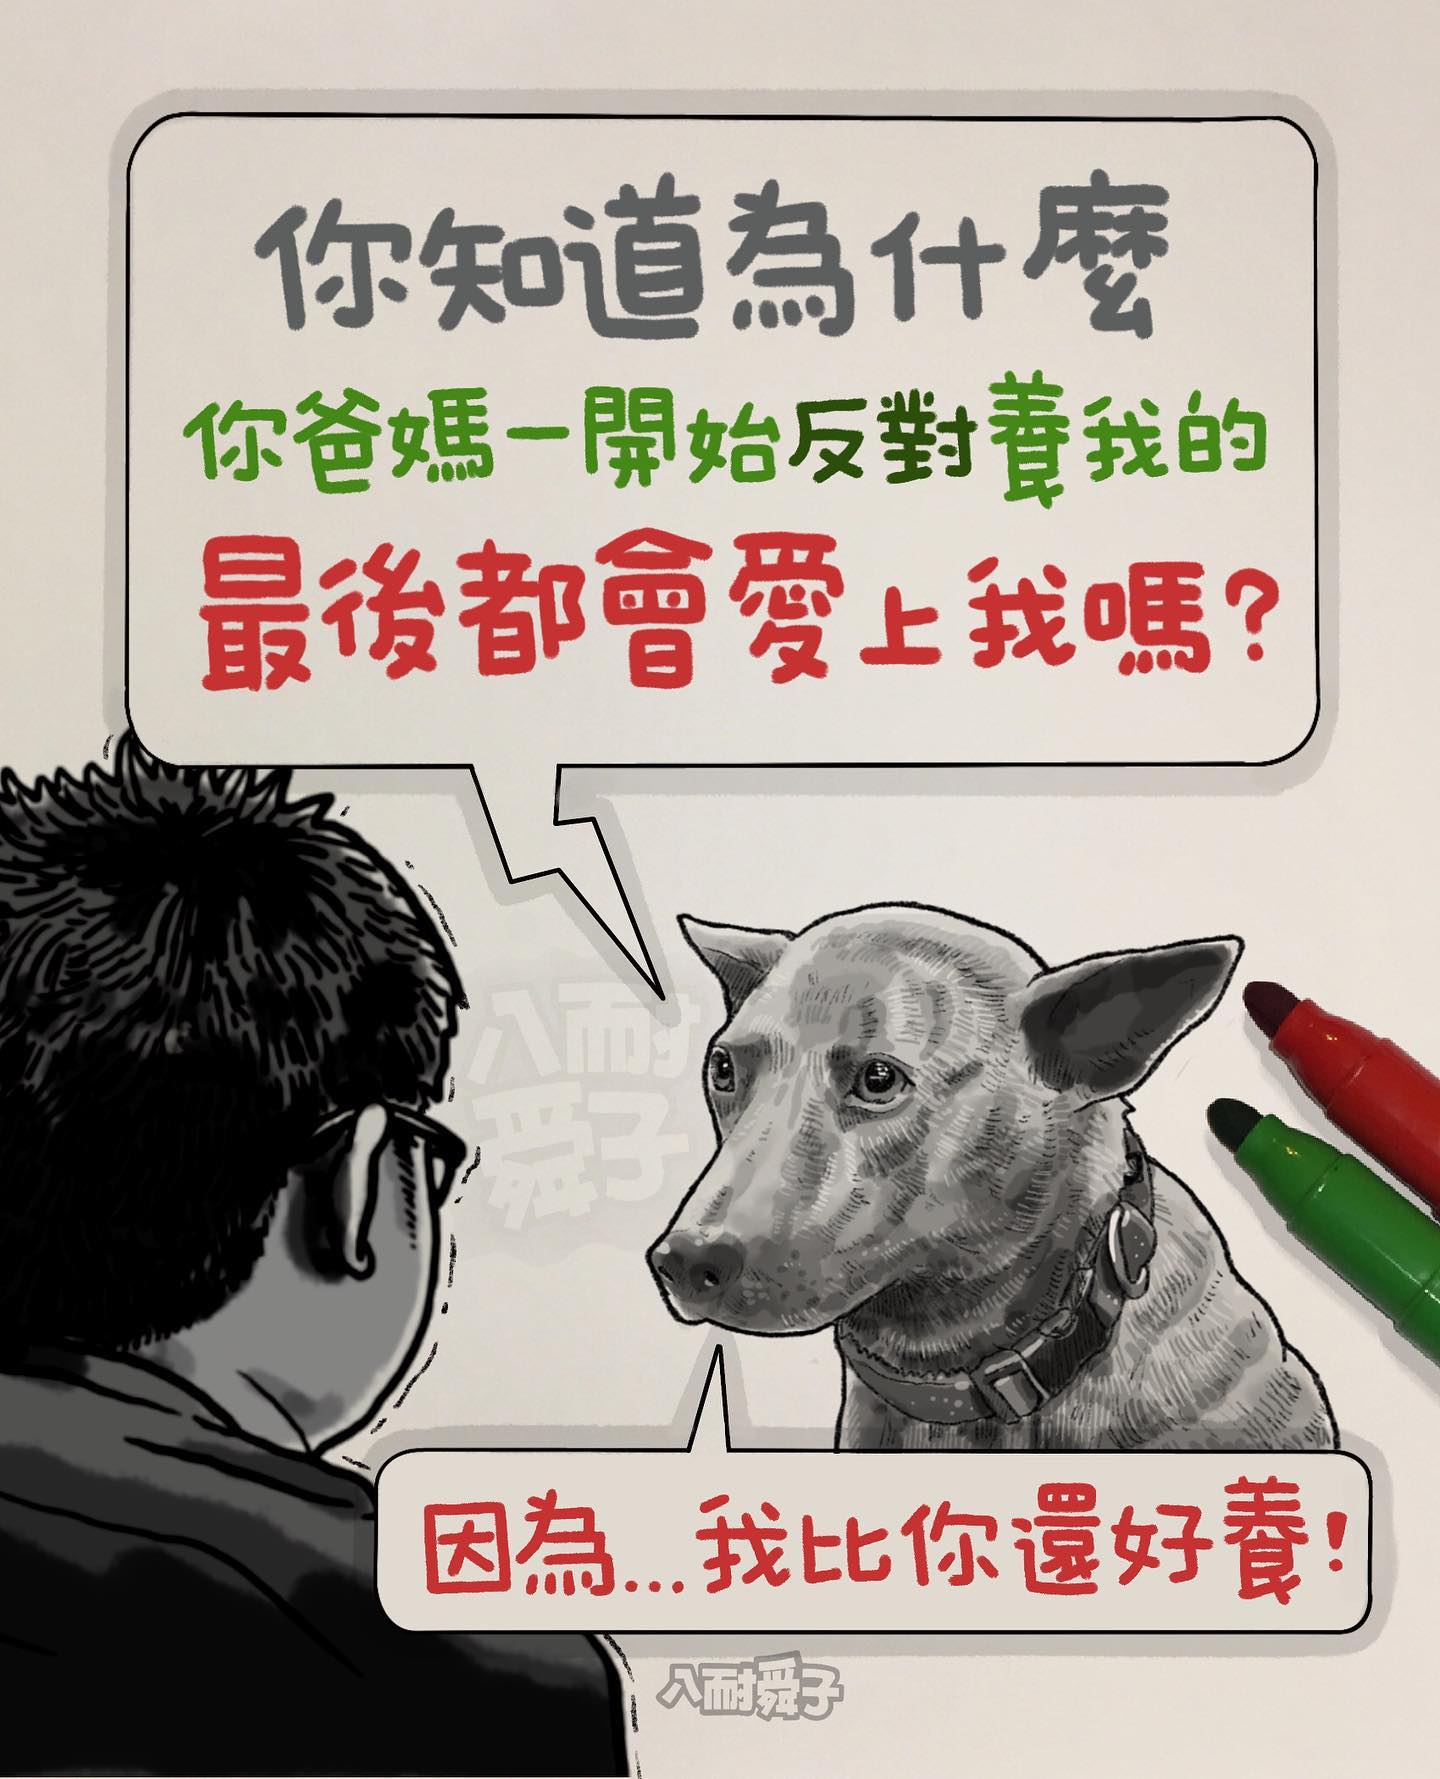 你知道為什麼
你爸媽一開始反對養我的
最後都會愛上我嗎?
八耐
舜子
因為...我比你還好養!
八耐舜子